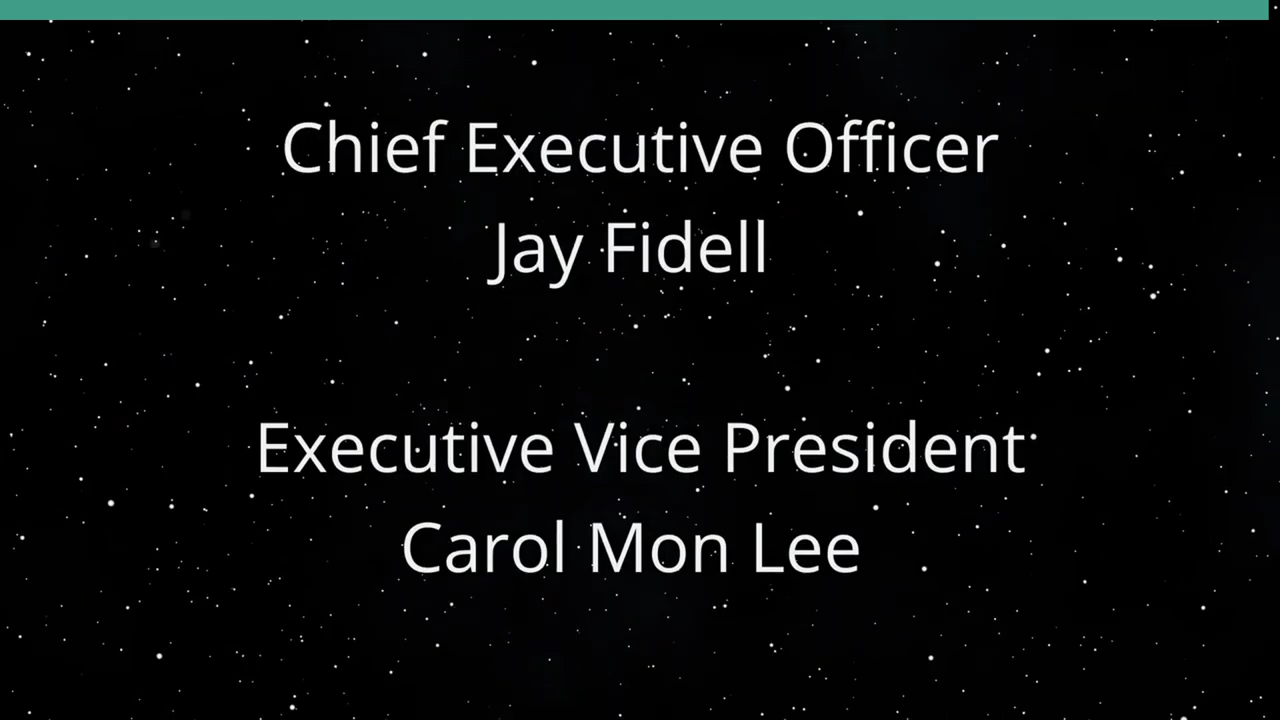 Chief Executive Officer
Jay Fidell
Executive Vice President
Carol Mon Lee